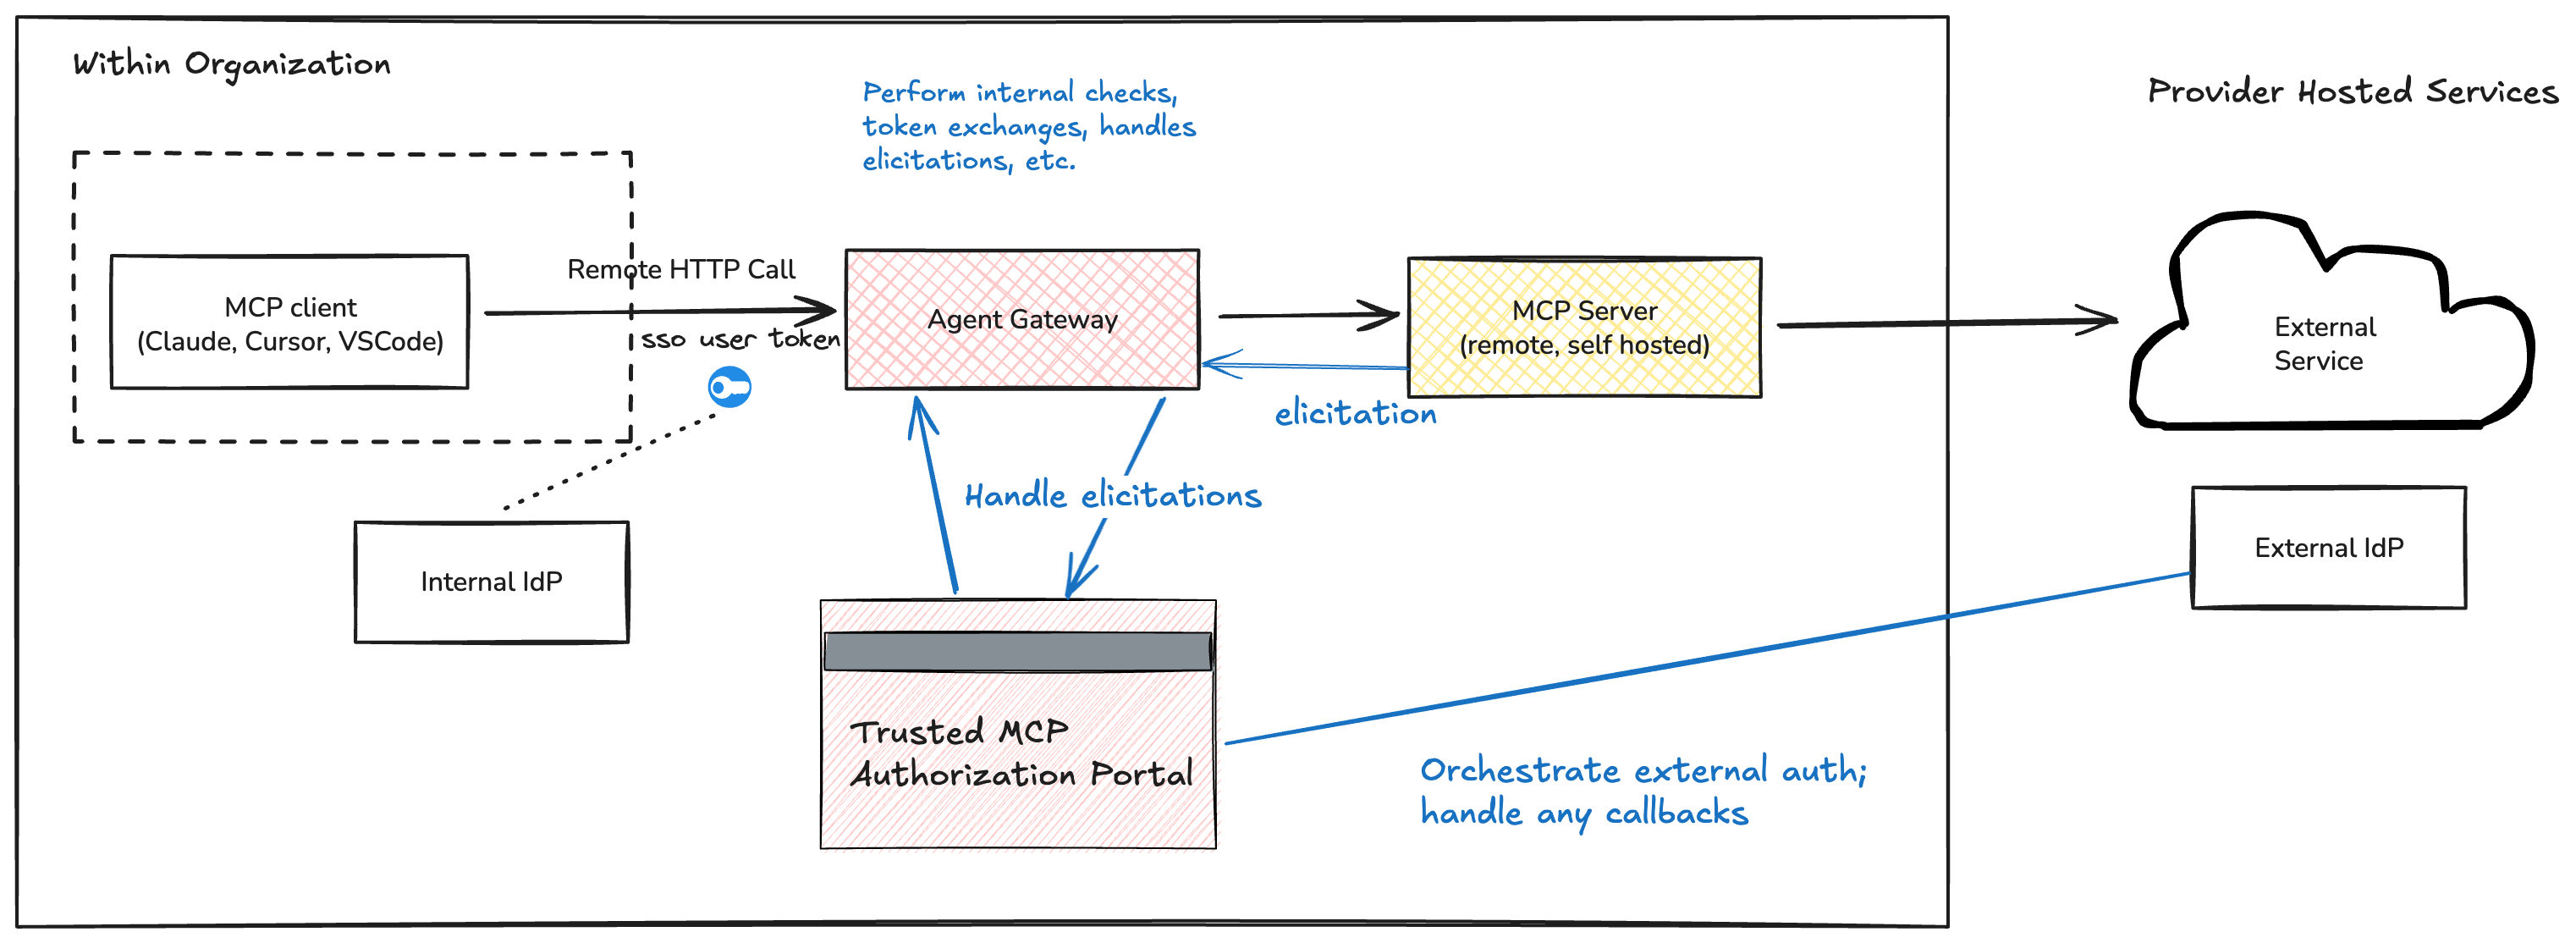 Within Organization
Perform internal checks,
token exchanges, handles
elicitations, etc.
Provider Hosted Services
Remote HTTP Call
MCP client
(Claude, Cursor, VSCode)
sso user token
Agent Gateway
MCP Server
(remote, self hosted)
External
Service
elicitation
Handle elicitations
Internal IdP
External IdP
Trusted MCP
Authorization Portal
Orchestrate external auth;
handle any callbacks